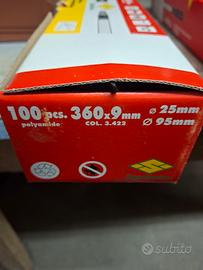 100 pcs. 360x9mm ø 25mm
polyamide COL. 3.422 Ø 95mm
subito